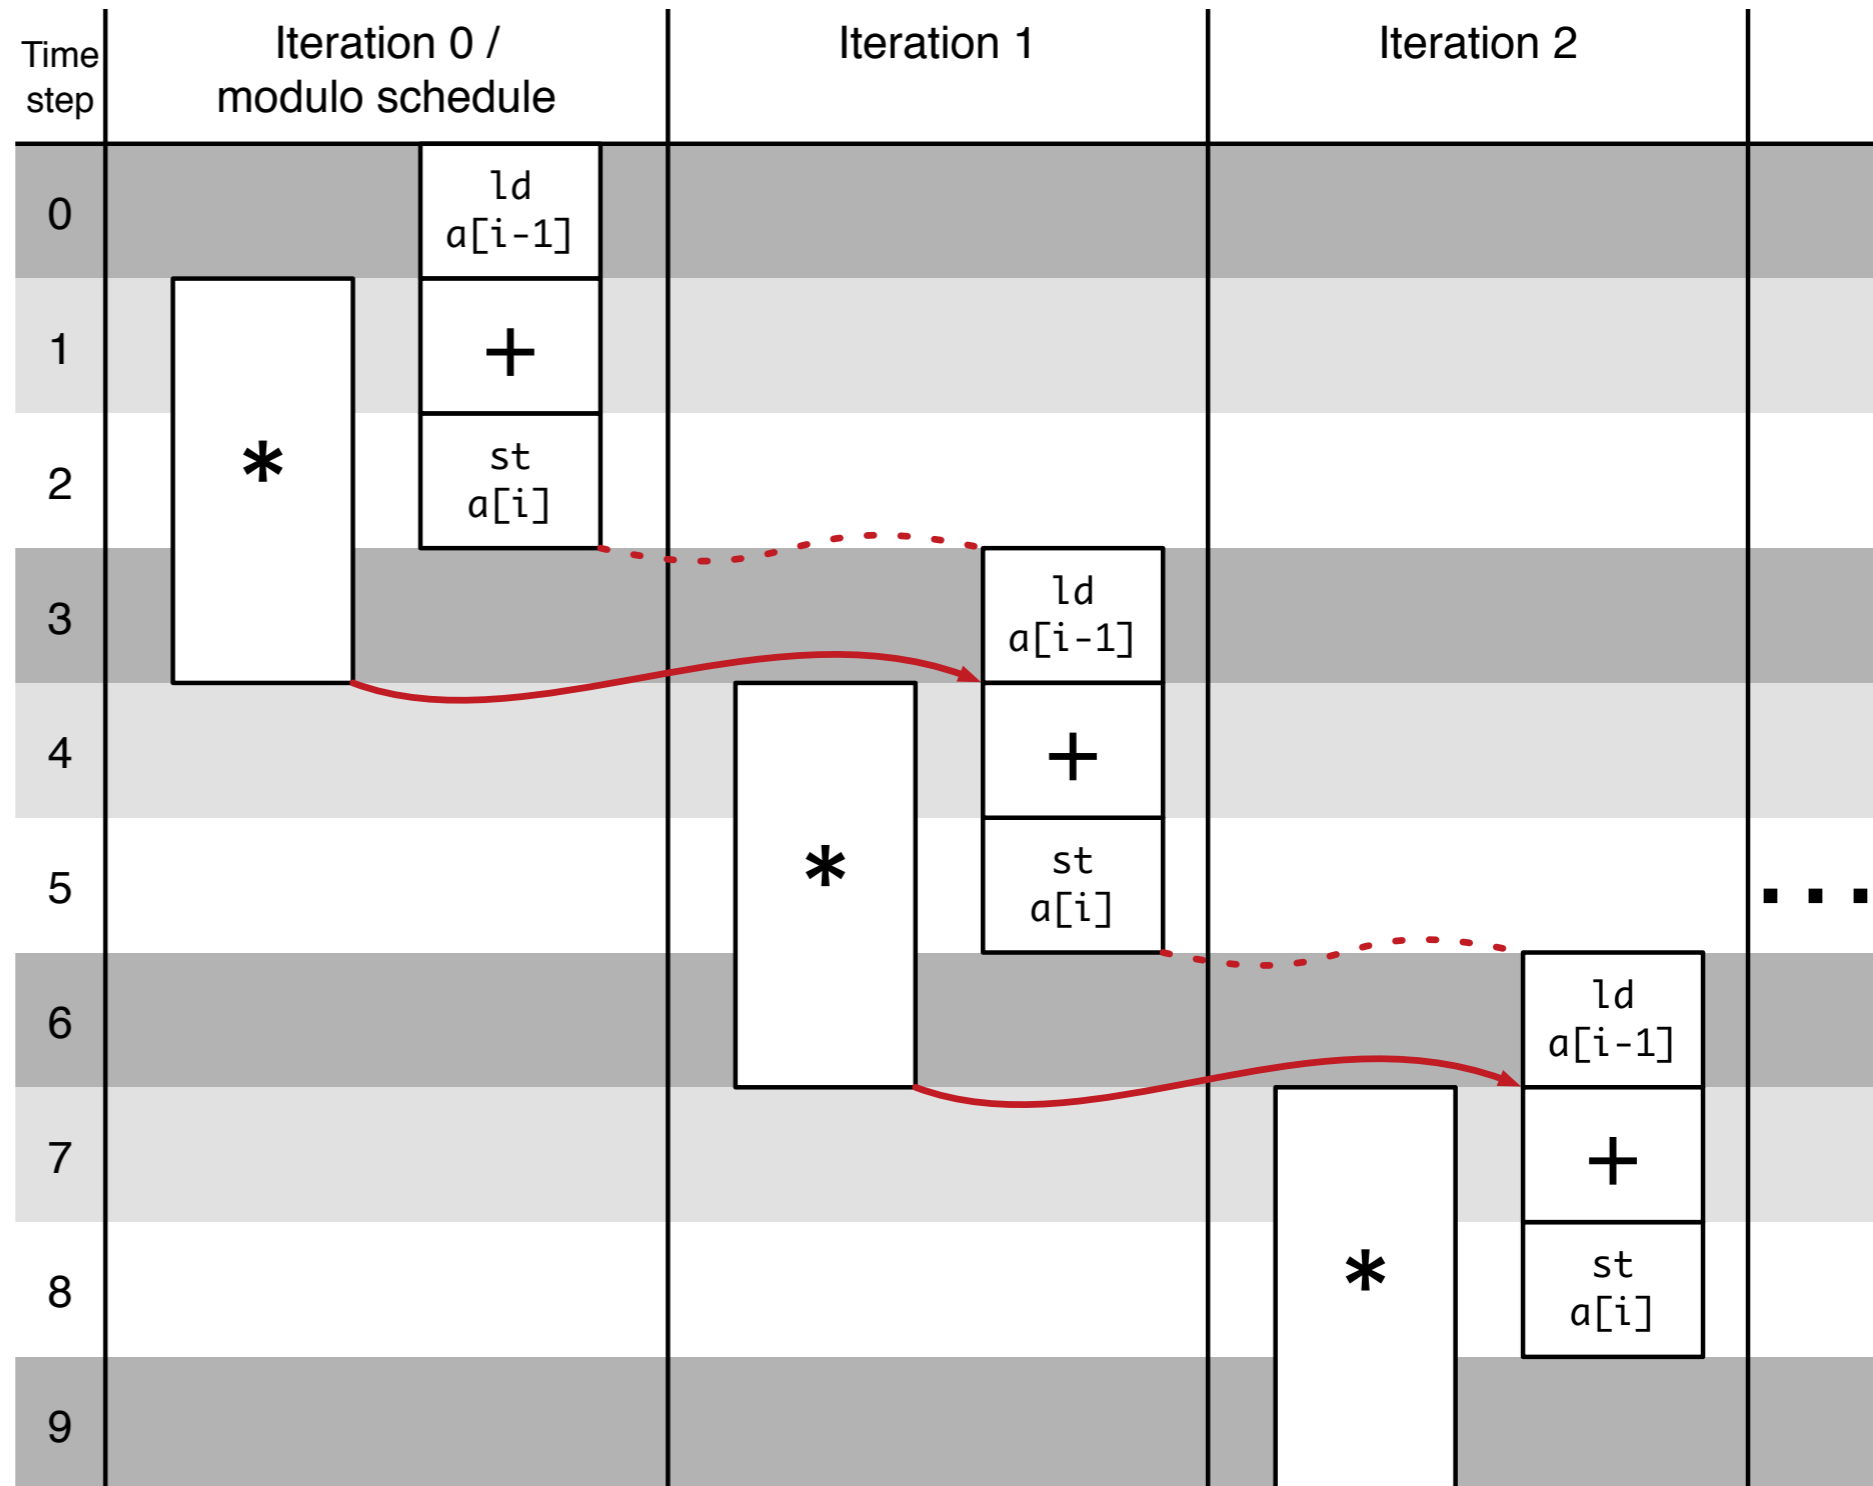 Time
step
Iteration 0 /
modulo schedule
Iteration 1
Iteration 2
0
ld
a[i-1]
1
+
*
2
st
a[i]
3
ld
a[i-1]
4
+
*
5
st
a[i]
...
6
ld
a[i-1]
7
+
*
8
st
a[i]
9